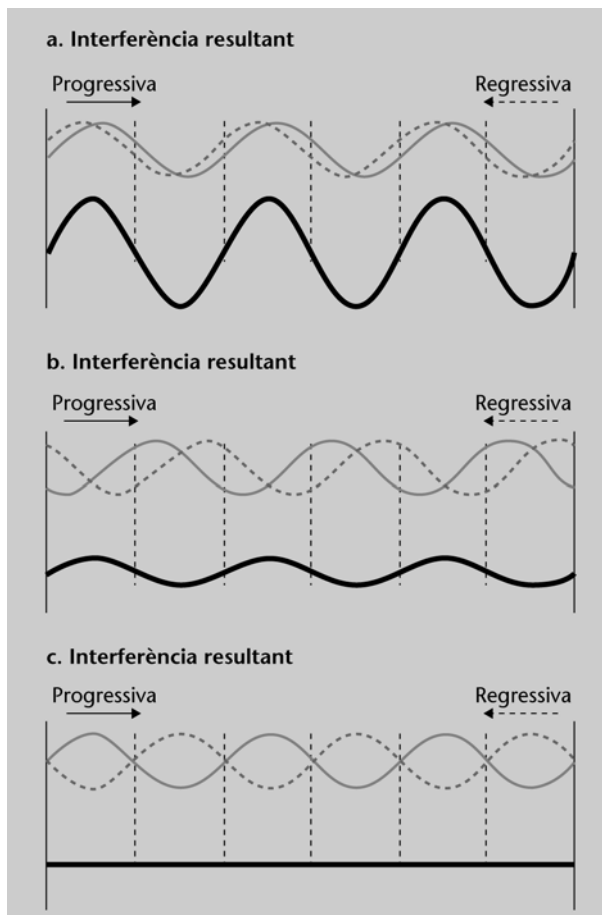 a. Interferència resultant
Progressiva Regressiva
b. Interferència resultant
Progressiva Regressiva
c. Interferència resultant
Progressiva Regressiva